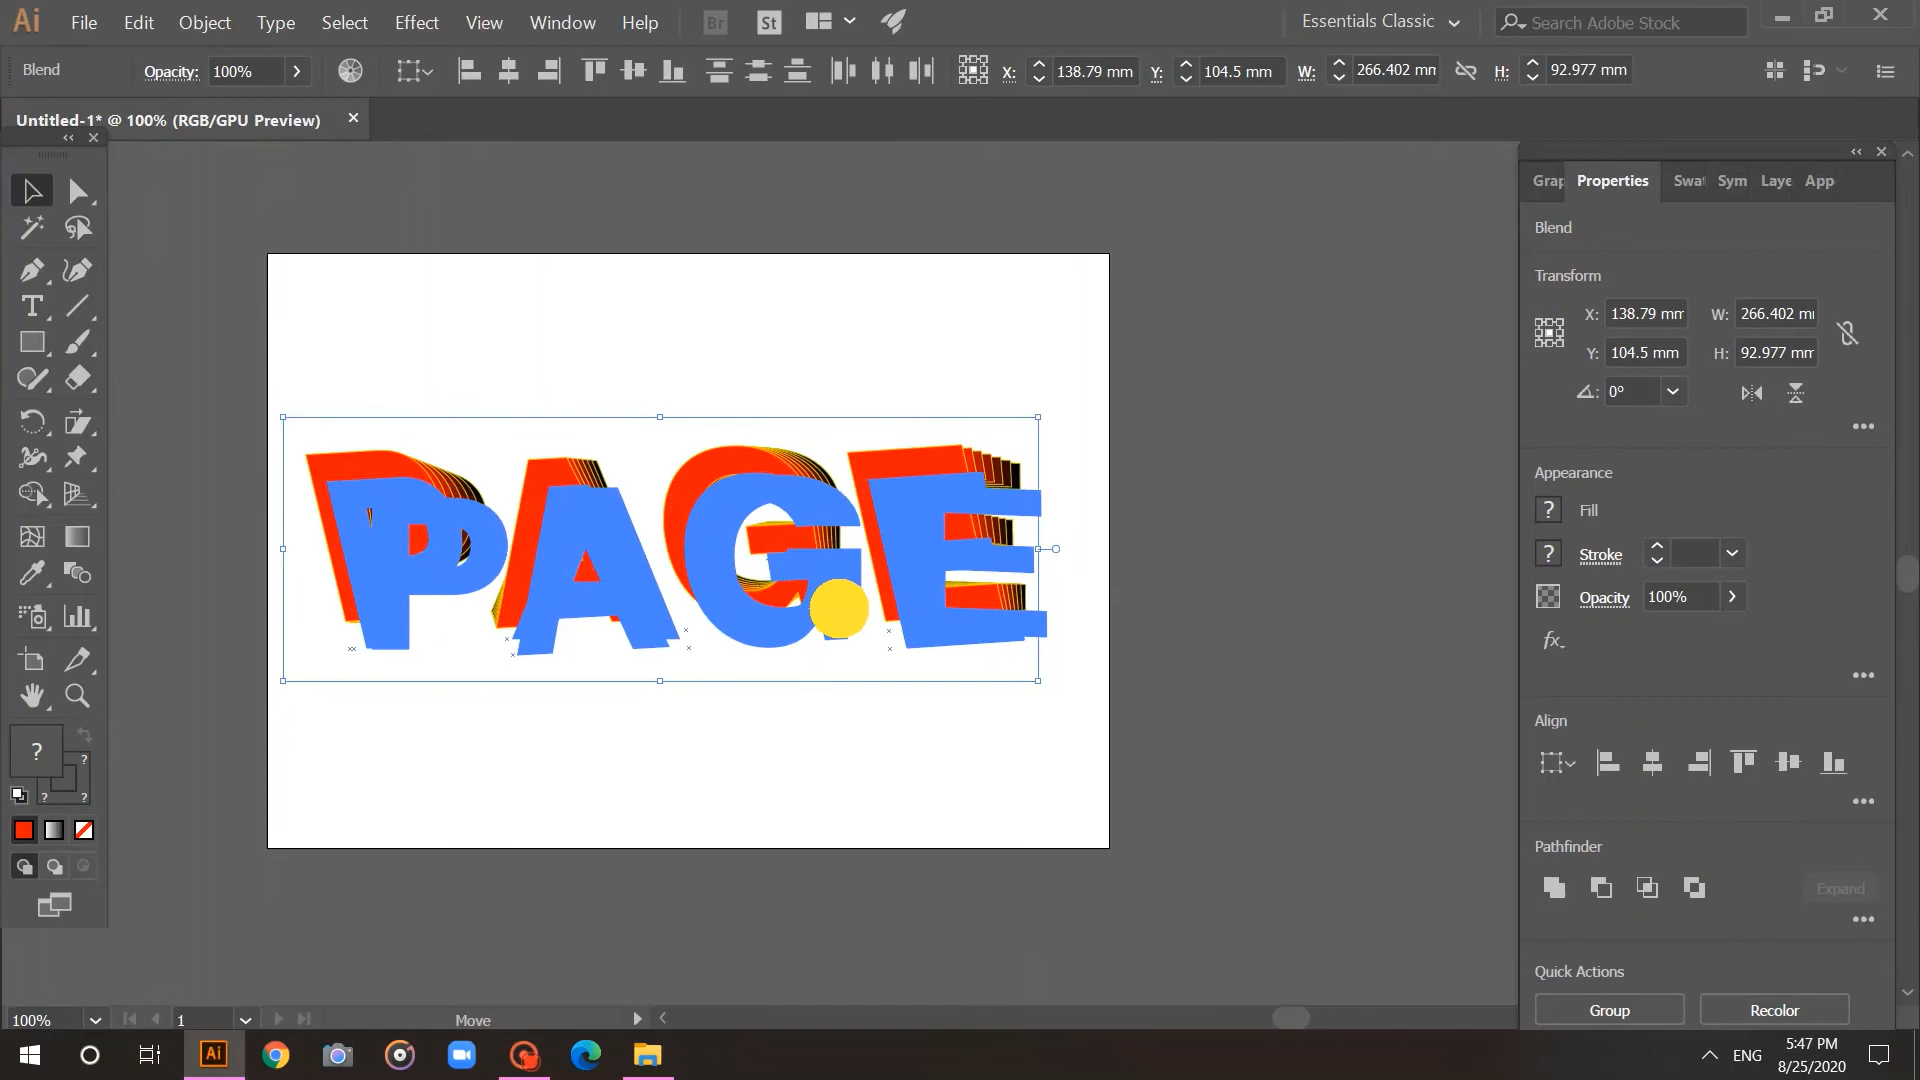 Ai File Edit Object Type Select Effect View Window Help Br St Essentials Classic Search Adobe Stock
Blend Opacity: 100% X: 138.79 mm Y: 104.5 mm W: 266.402 mm H: 92.977 mm
Untitled-1* @ 100% (RGB/GPU Preview)
Grap Properties Swat Sym Laye App
Blend
Transform
X: 138.79 mm W: 266.402 m
Y: 104.5 mm H: 92.977 mm
0°
PAGE
Appearance
? Fill
? Stroke
Opacity 100%
fx
Align
?
?
? ?
Pathfinder
Expand
Quick Actions
Group Recolor
100% 1 Move
Ai ENG 5:47 PM
8/25/2020